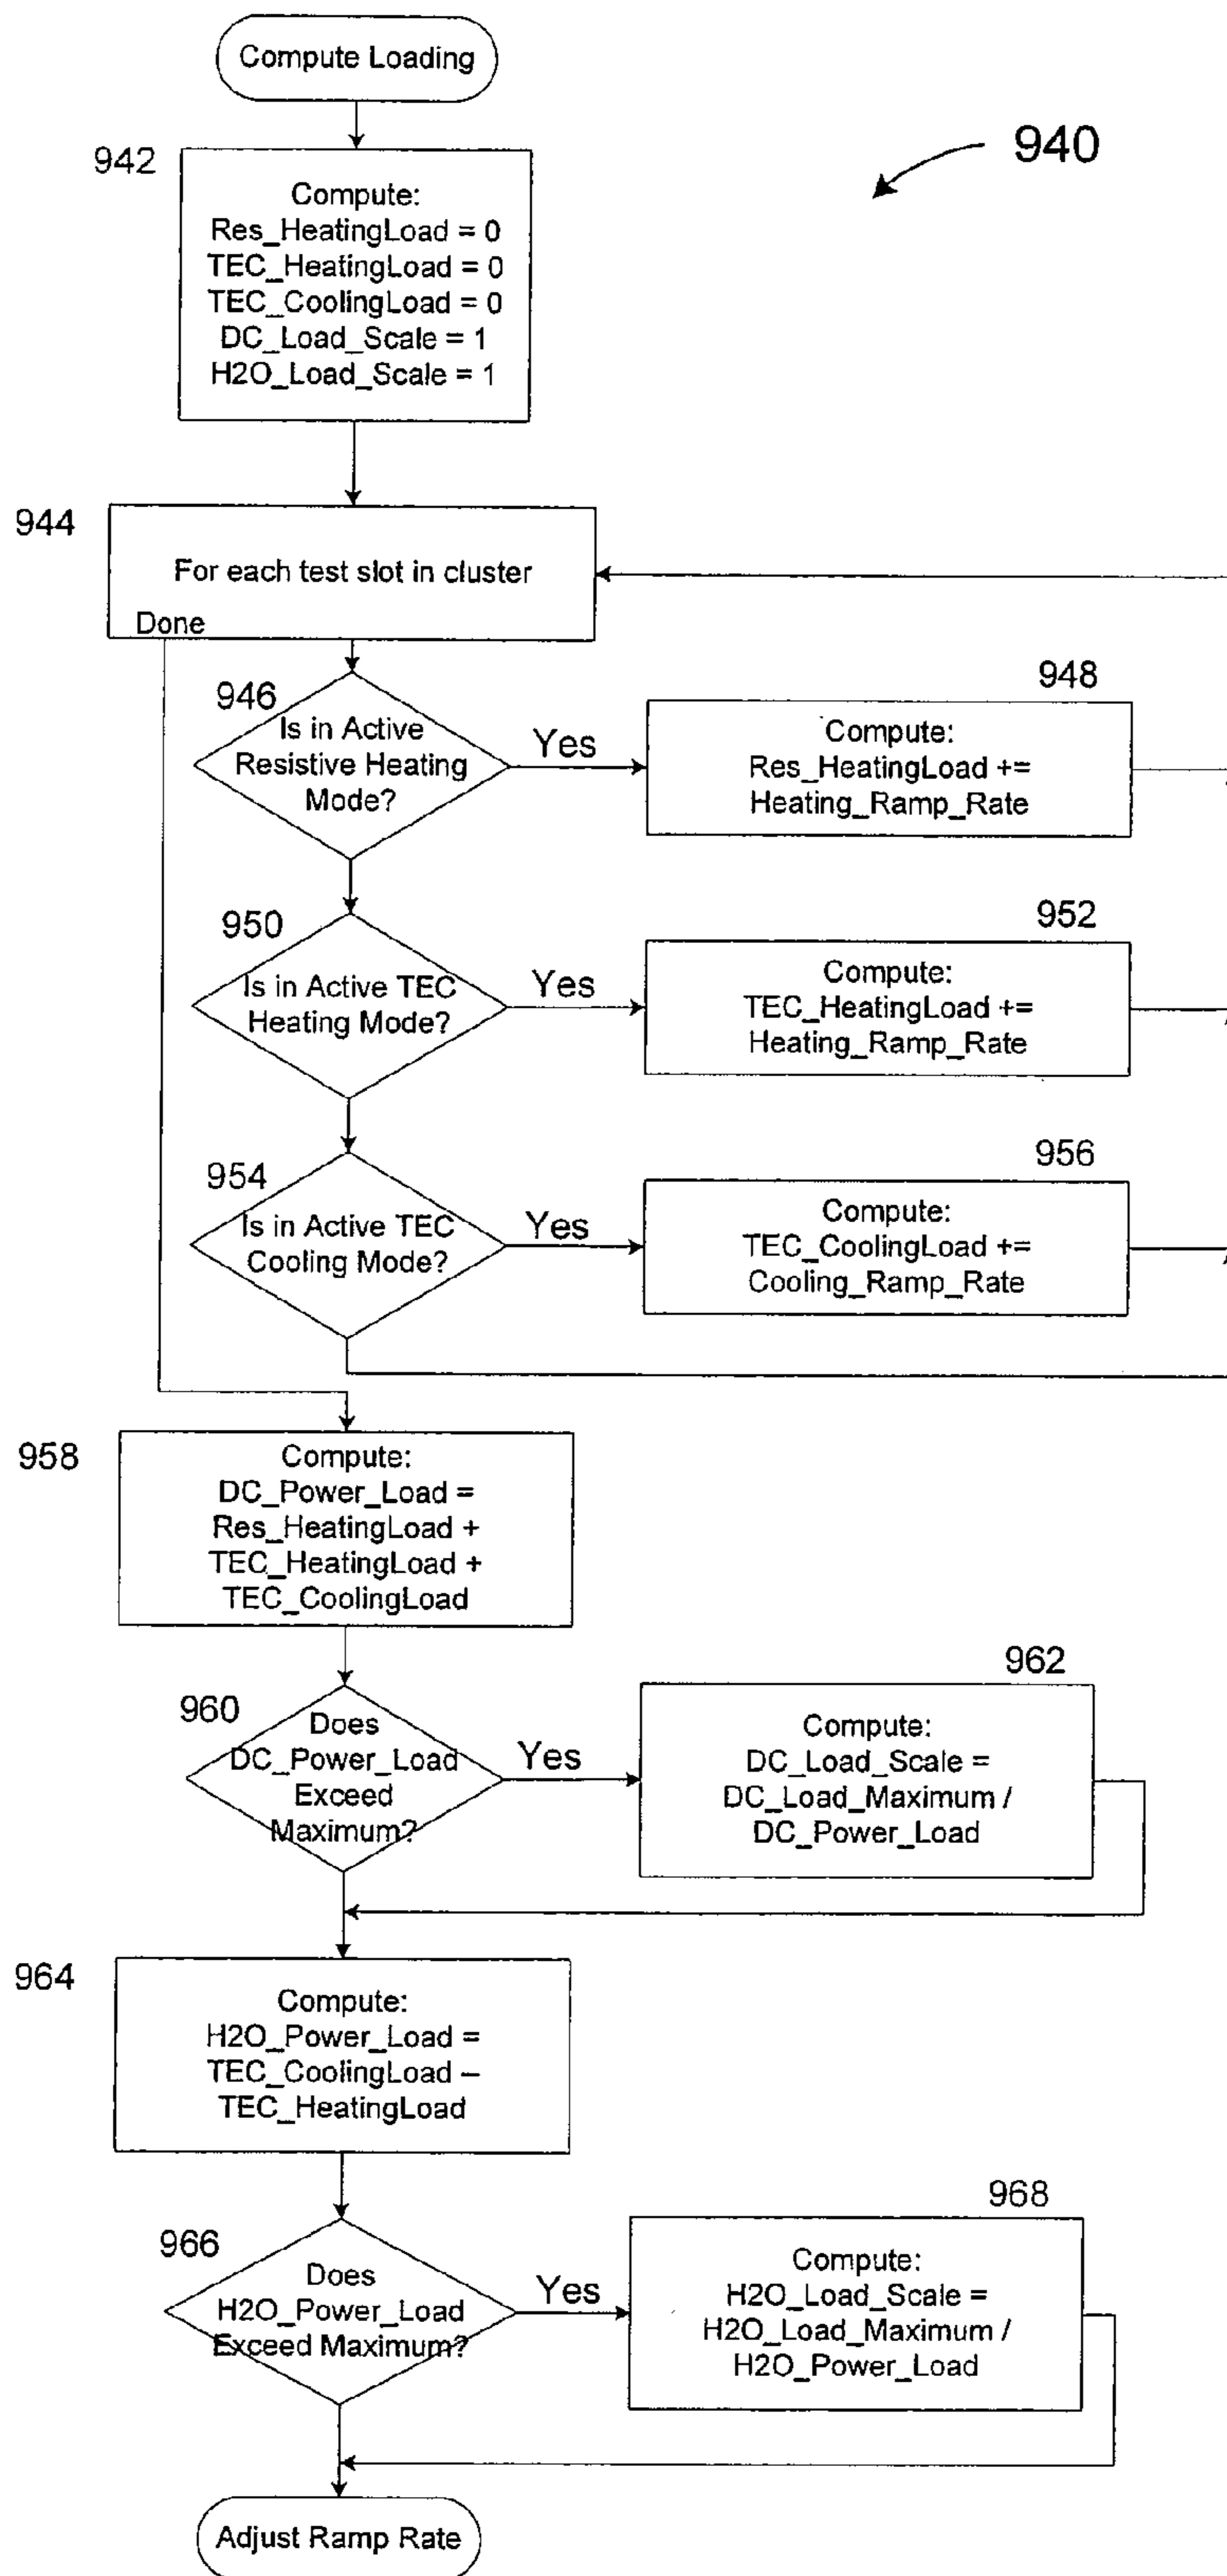 Compute Loading
940
942
Compute:
Res_HeatingLoad = 0
TEC_HeatingLoad = 0
TEC_CoolingLoad = 0
DC_Load_Scale = 1
H2O_Load_Scale = 1
944
For each test slot in cluster
Done
946
Is in Active
Resistive Heating
Mode?
Yes
948
Compute:
Res_HeatingLoad +=
Heating_Ramp_Rate
950
Is in Active TEC
Heating Mode?
Yes
952
Compute:
TEC_HeatingLoad +=
Heating_Ramp_Rate
954
Is in Active TEC
Cooling Mode?
Yes
956
Compute:
TEC_CoolingLoad +=
Cooling_Ramp_Rate
958
Compute:
DC_Power_Load =
Res_HeatingLoad +
TEC_HeatingLoad +
TEC_CoolingLoad
960
Does
DC_Power_Load
Exceed
Maximum?
Yes
962
Compute:
DC_Load_Scale =
DC_Load_Maximum /
DC_Power_Load
964
Compute:
H2O_Power_Load =
TEC_CoolingLoad –
TEC_HeatingLoad
966
Does
H2O_Power_Load
Exceed Maximum?
Yes
968
Compute:
H2O_Load_Scale =
H2O_Load_Maximum /
H2O_Power_Load
Adjust Ramp Rate